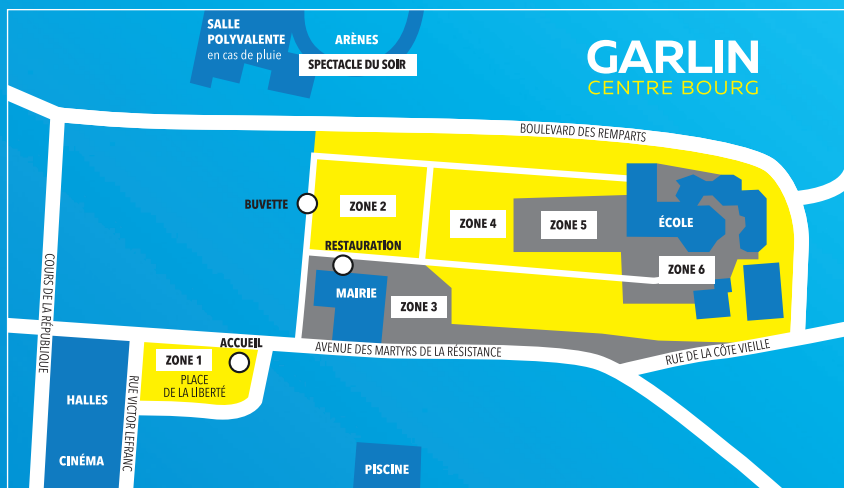 SALLE
POLYVALENTE
en cas de pluie
ARÈNES
SPECTACLE DU SOIR
GARLIN
CENTRE BOURG
BOULEVARD DES REMPARTS
BUVETTE
ZONE 2
ZONE 4
ZONE 5
ÉCOLE
RESTAURATION
ZONE 6
MAIRIE
ZONE 3
COURS DE LA RÉPUBLIQUE
ACCUEIL
ZONE 1
PLACE
DE LA LIBERTÉ
AVENUE DES MARTYRS DE LA RÉSISTANCE
RUE DE LA CÔTE VIEILLE
HALLES
RUE VICTOR LEFRANC
CINÉMA
PISCINE